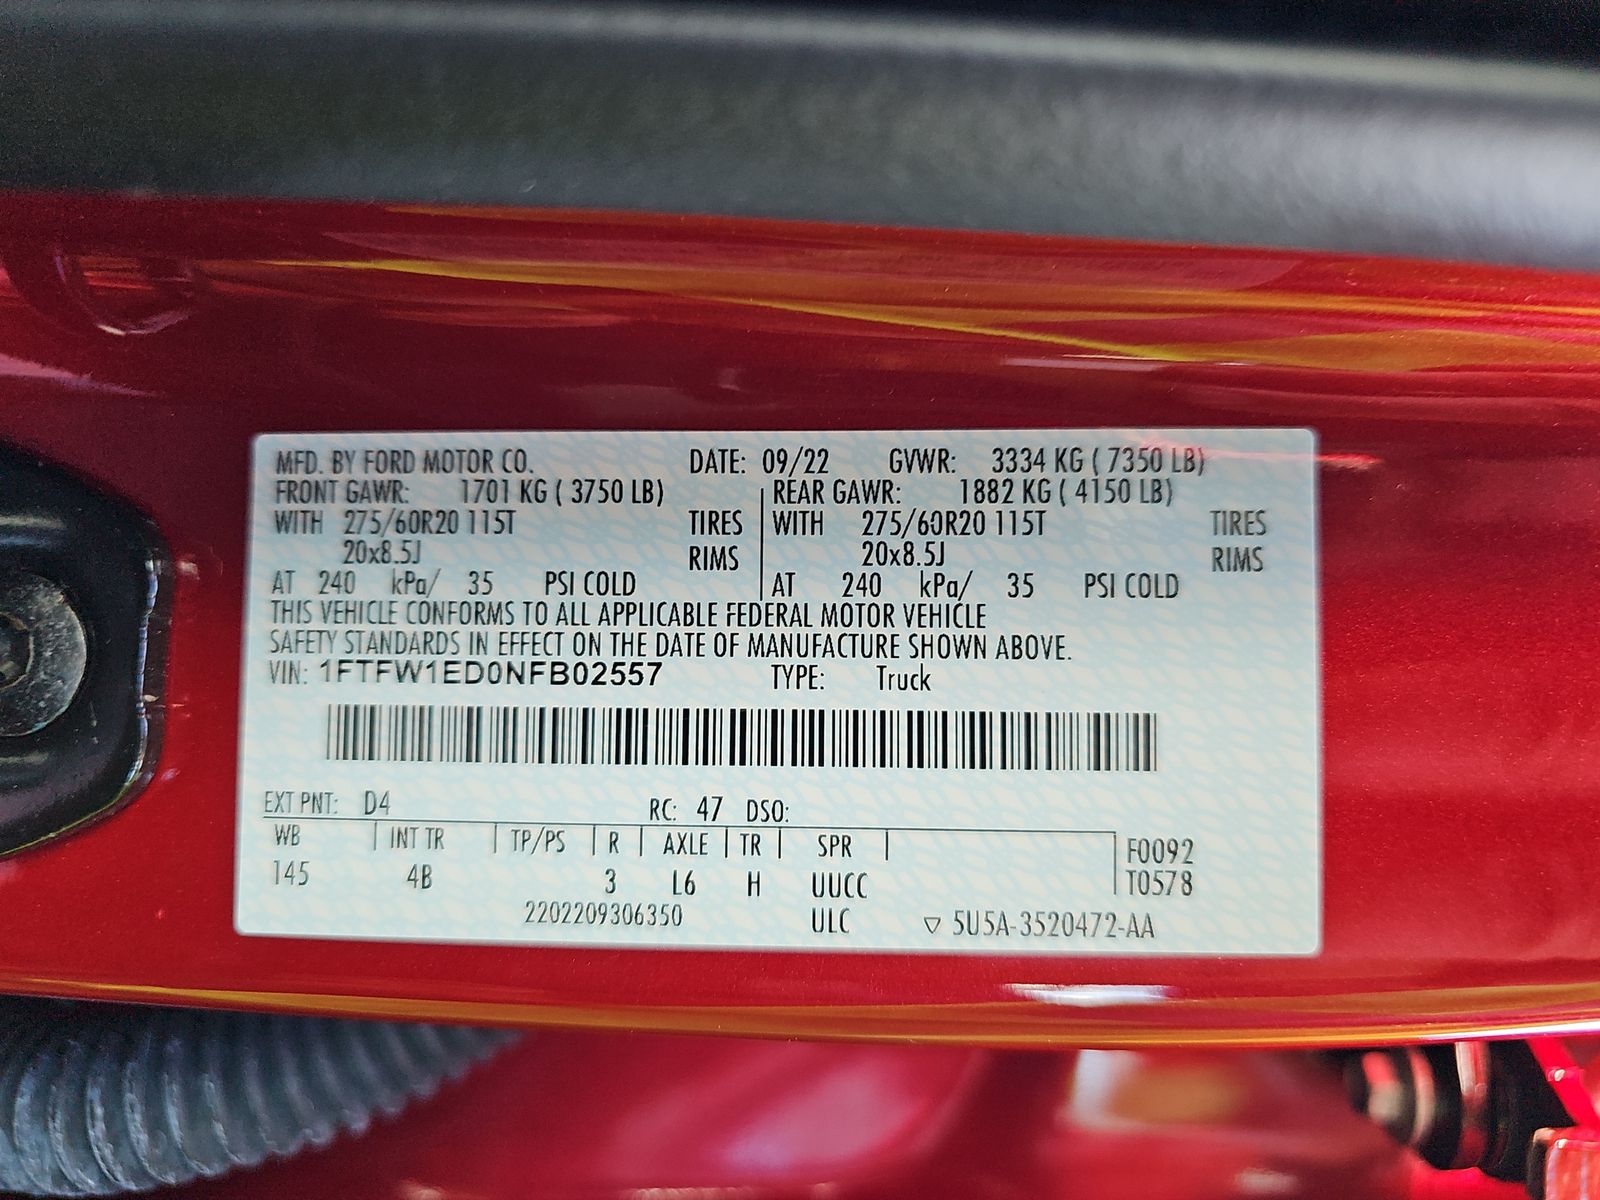 MFD. BY FORD MOTOR CO. DATE: 09/22 GVWR: 3334 KG ( 7350 LB)
FRONT GAWR: 1701 KG ( 3750 LB) REAR GAWR: 1882 KG ( 4150 LB)
WITH 275/60R20 115T TIRES WITH 275/60R20 115T TIRES
20x8.5J RIMS 20x8.5J RIMS
AT 240 kPa/ 35 PSI COLD AT 240 kPa/ 35 PSI COLD
THIS VEHICLE CONFORMS TO ALL APPLICABLE FEDERAL MOTOR VEHICLE
SAFETY STANDARDS IN EFFECT ON THE DATE OF MANUFACTURE SHOWN ABOVE.
VIN: 1FTFW1ED0NFB02557 TYPE: Truck
EXT PNT: D4 RC: 47 DSO:
WB INT TR TP/PS R AXLE TR SPR F0092
145 4B 3 L6 H UUCC T0578
2202209306350 ULC ▽ 5U5A-3520472-AA